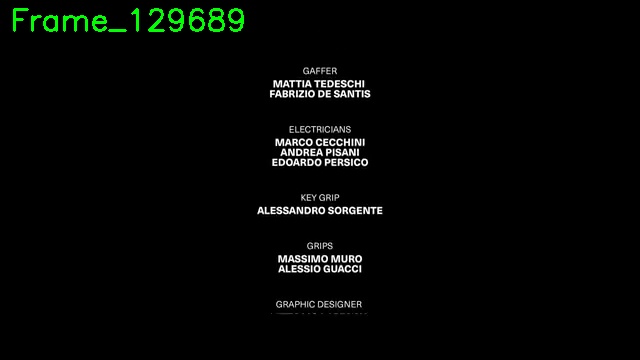 Frame_129689
GAFFER
MATTIA TEDESCHI
FABRIZIO DE SANTIS
ELECTRICIANS
MARCO CECCHINI
ANDREA PISANI
EDOARDO PERSICO
KEY GRIP
ALESSANDRO SORGENTE
GRIPS
MASSIMO MURO
ALESSIO GUACCI
GRAPHIC DESIGNER